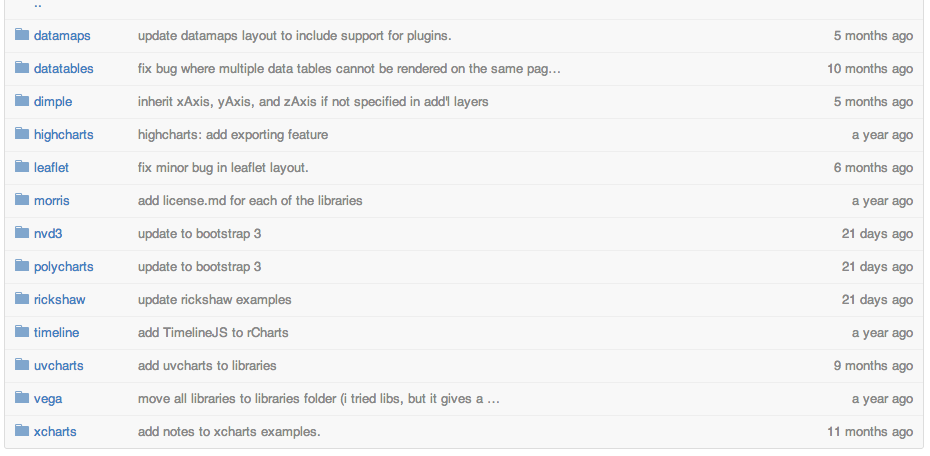 ..
datamaps update datamaps layout to include support for plugins. 5 months ago
datatables fix bug where multiple data tables cannot be rendered on the same pag… 10 months ago
dimple inherit xAxis, yAxis, and zAxis if not specified in add'l layers 5 months ago
highcharts highcharts: add exporting feature a year ago
leaflet fix minor bug in leaflet layout. 6 months ago
morris add license.md for each of the libraries a year ago
nvd3 update to bootstrap 3 21 days ago
polycharts update to bootstrap 3 21 days ago
rickshaw update rickshaw examples 21 days ago
timeline add TimelineJS to rCharts a year ago
uvcharts add uvcharts to libraries 9 months ago
vega move all libraries to libraries folder (i tried libs, but it gives a … a year ago
xcharts add notes to xcharts examples. 11 months ago